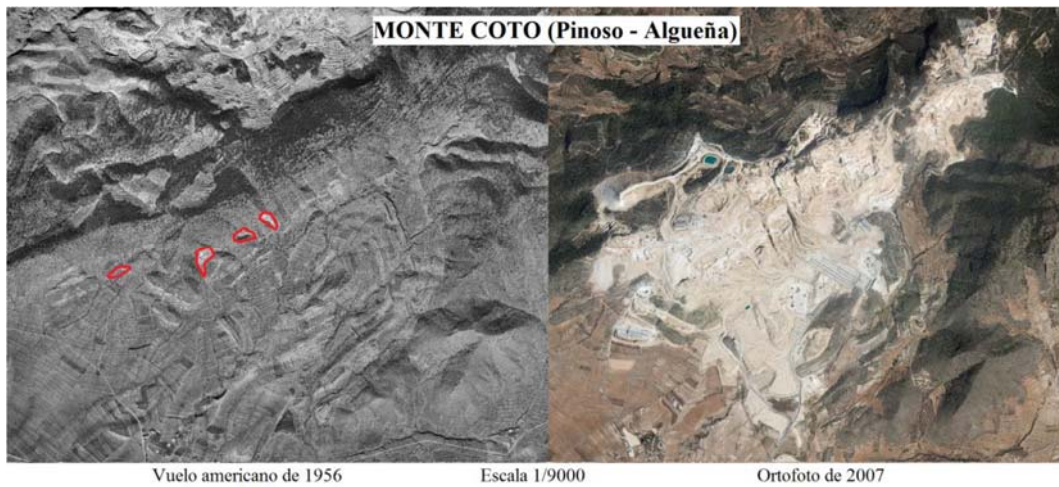 MONTE COTO (Pinoso - Algueña)
Vuelo americano de 1956 Escala 1/9000 Ortofoto de 2007